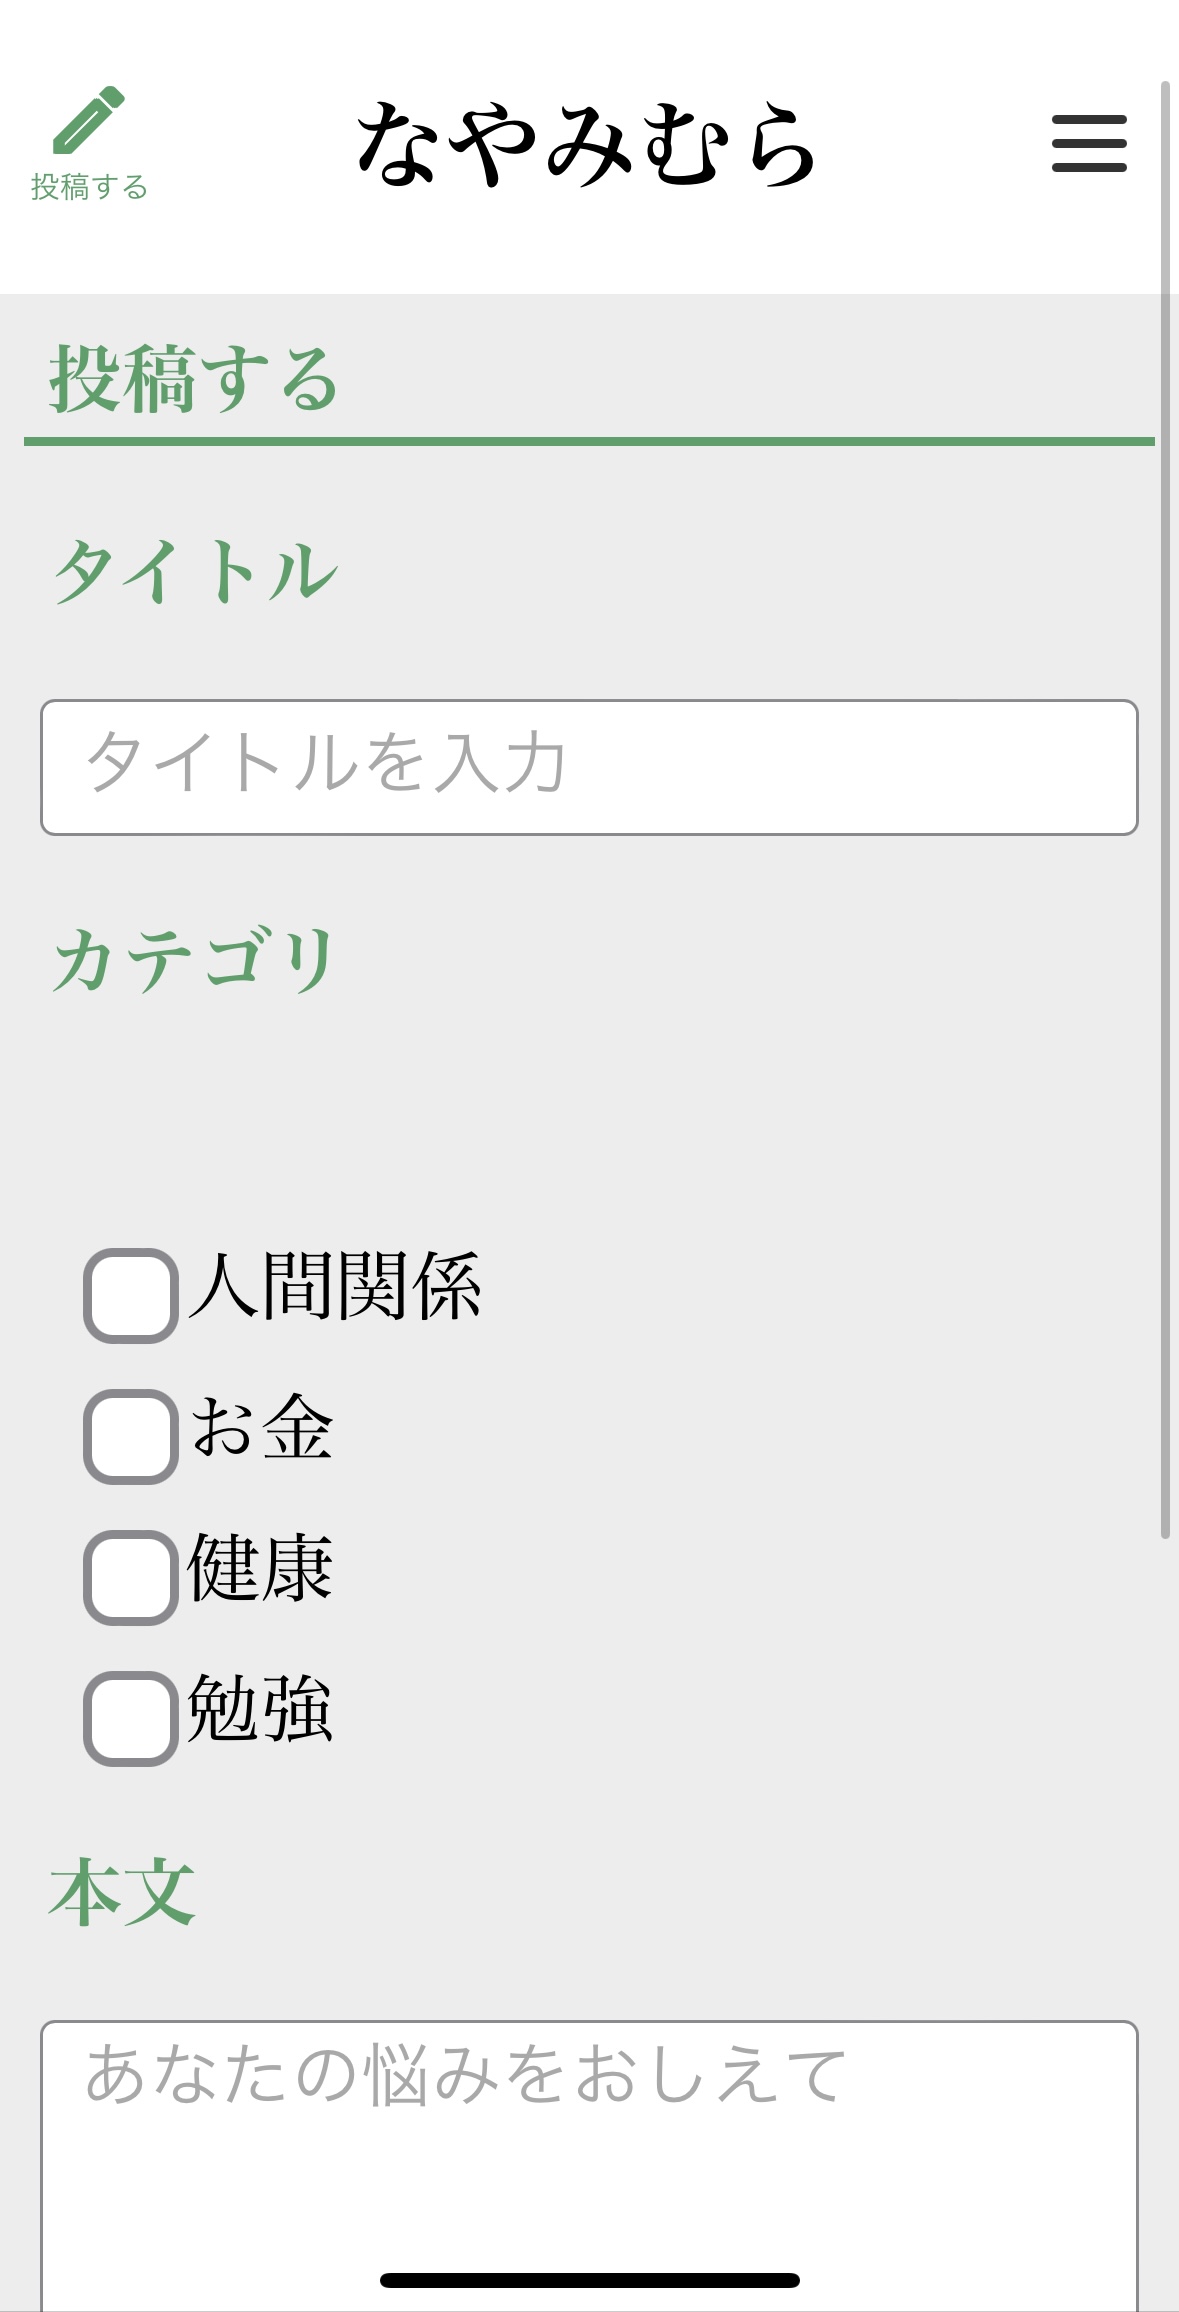 なやみむら
投稿する
投稿する
タイトル
タイトルを入力
カテゴリ
人間関係
お金
健康
勉強
本文
あなたの悩みをおしえて